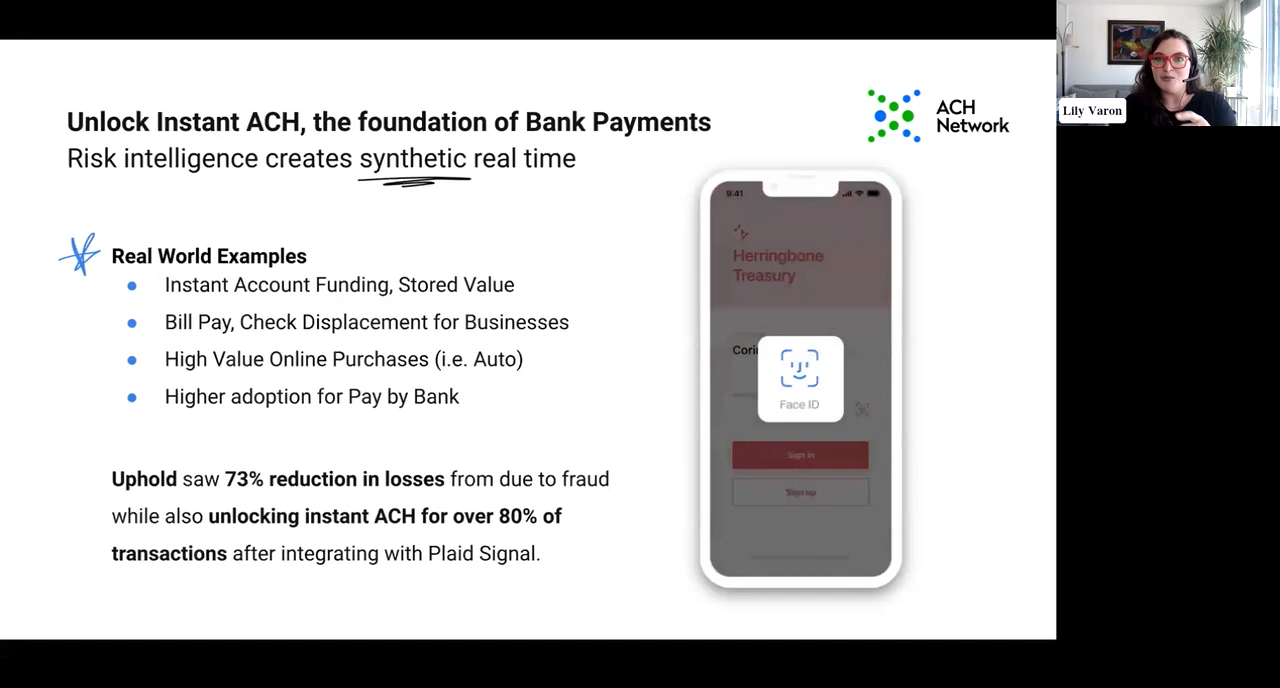 Unlock Instant ACH, the foundation of Bank Payments
Risk intelligence creates synthetic real time
ACH
Network
Real World Examples
Instant Account Funding, Stored Value
Bill Pay, Check Displacement for Businesses
High Value Online Purchases (i.e. Auto)
Higher adoption for Pay by Bank
Uphold saw 73% reduction in losses from due to fraud
while also unlocking instant ACH for over 80% of
transactions after integrating with Plaid Signal.
9:41
Herringbone
Treasury
Face ID
Sign in
Sign up
Lily Varon